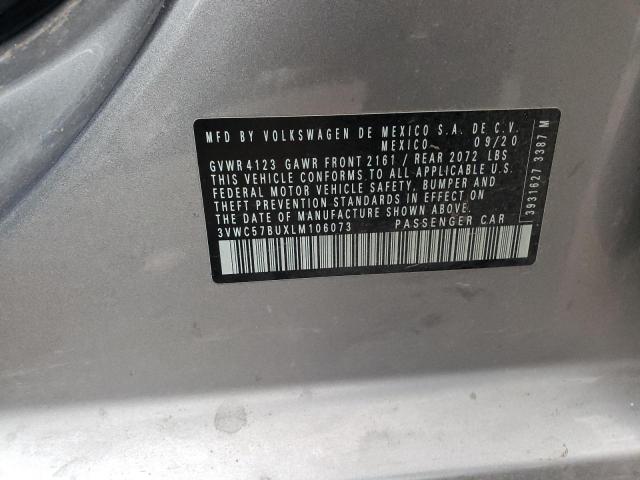 MFD BY VOLKSWAGEN DE MEXICO S.A. DE C.V.
MEXICO 09/20
GVWR 4123 GAWR FRONT 2161 / REAR 2072 LBS
THIS VEHICLE CONFORMS TO ALL APPLICABLE U.S.
FEDERAL MOTOR VEHICLE SAFETY, BUMPER AND
THEFT PREVENTION STANDARDS IN EFFECT ON
THE DATE OF MANUFACTURE SHOWN ABOVE.
3VWC57BUXLM106073 PASSENGER CAR
3931627 3387 M